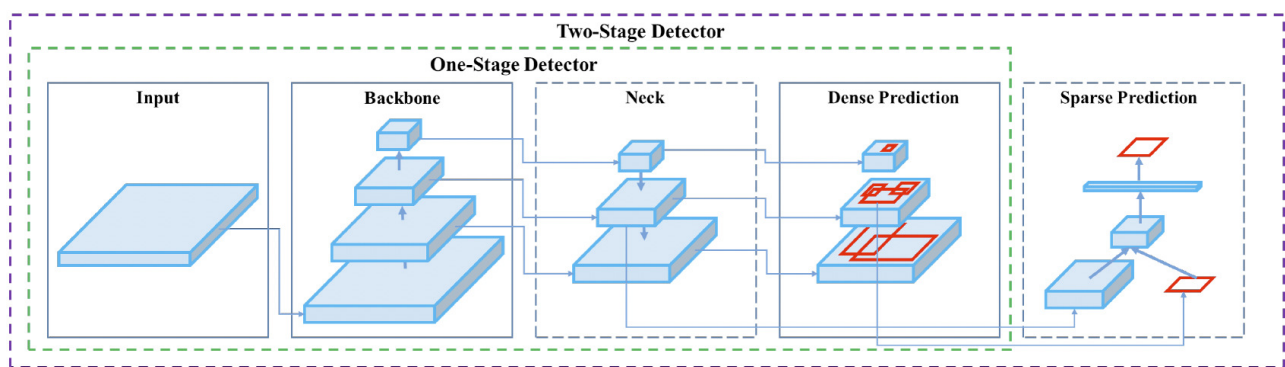 Two-Stage Detector
One-Stage Detector
Input
Backbone
Neck
Dense Prediction
Sparse Prediction